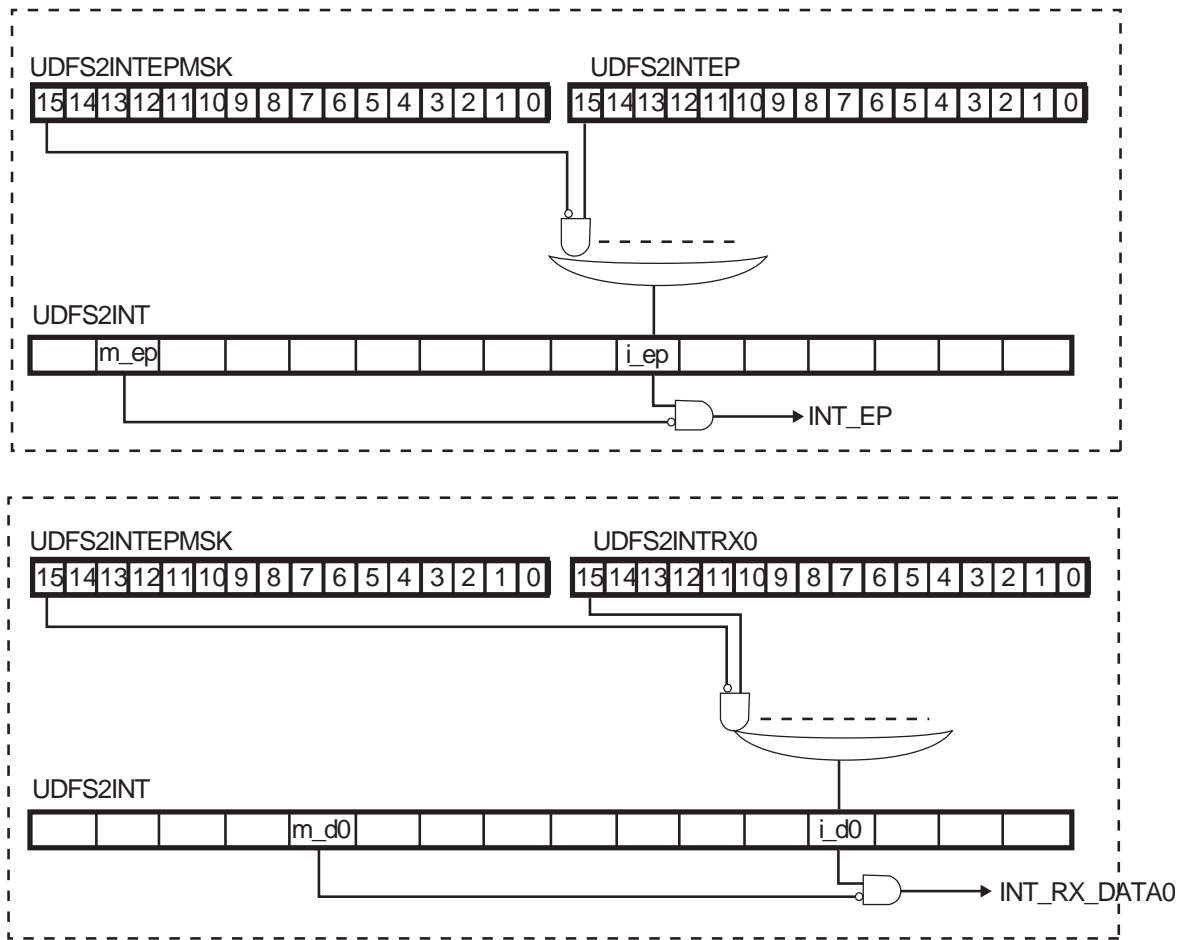 UDFS2INTEPMSK UDFS2INTEP
15 14 13 12 11 10 9 8 7 6 5 4 3 2 1 0 15 14 13 12 11 10 9 8 7 6 5 4 3 2 1 0
UDFS2INT
m_ep i_ep
INT_EP
UDFS2INTEPMSK UDFS2INTRX0
15 14 13 12 11 10 9 8 7 6 5 4 3 2 1 0 15 14 13 12 11 10 9 8 7 6 5 4 3 2 1 0
UDFS2INT
m_d0 i_d0
INT_RX_DATA0